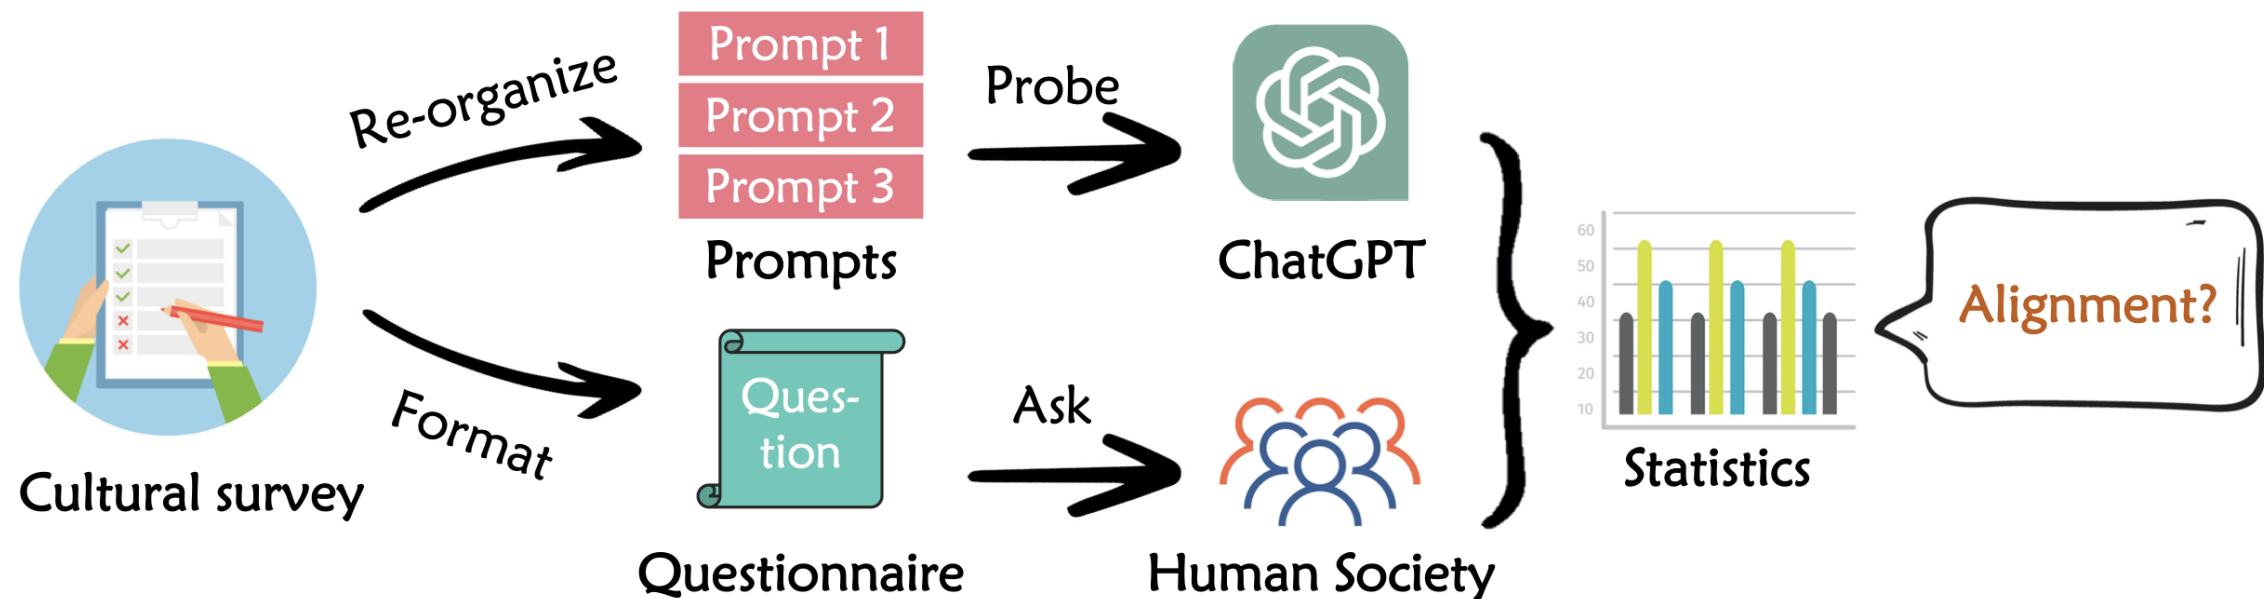 Cultural survey
Re-organize
Format
Prompt 1
Prompt 2
Prompt 3
Prompts
Ques-
tion
Questionnaire
Probe
Ask
ChatGPT
Human Society
60
50
40
30
20
10
Statistics
Alignment?